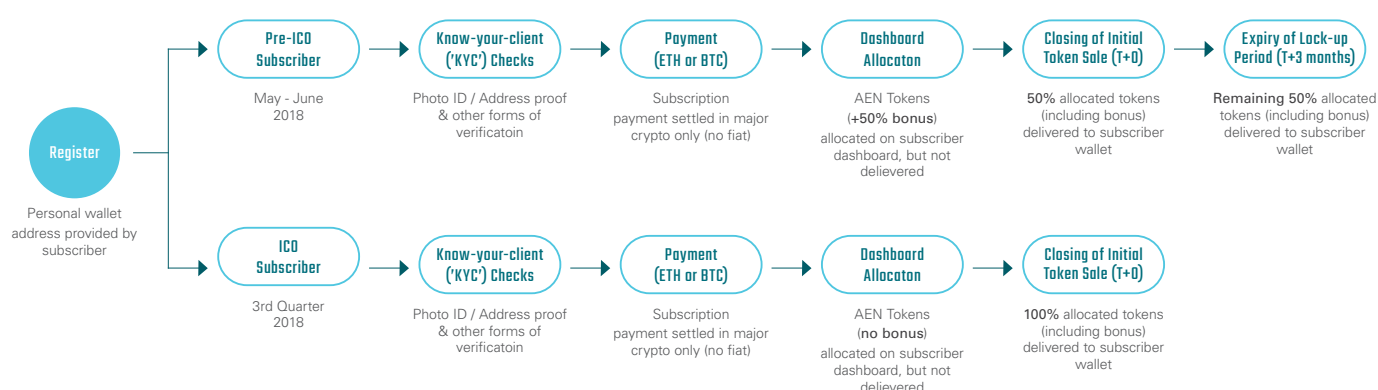 Register
Personal wallet
address provided by
subscriber
Pre-ICO
Subscriber
May - June
2018
Know-your-client
('KYC') Checks
Photo ID / Address proof
& other forms of
verificatoin
Payment
(ETH or BTC)
Subscription
payment settled in major
crypto only (no fiat)
Dashboard
Allocaton
AEN Tokens
(+50% bonus)
allocated on subscriber
dashboard, but not
delievered
Closing of Initial
Token Sale (T+0)
50% allocated tokens
(including bonus)
delivered to subscriber
wallet
Expiry of Lock-up
Period (T+3 months)
Remaining 50% allocated
tokens (including bonus)
delivered to subscriber
wallet
ICO
Subscriber
3rd Quarter
2018
Know-your-client
('KYC') Checks
Photo ID / Address proof
& other forms of
verificatoin
Payment
(ETH or BTC)
Subscription
payment settled in major
crypto only (no fiat)
Dashboard
Allocaton
AEN Tokens
(no bonus)
allocated on subscriber
dashboard, but not
delievered
Closing of Initial
Token Sale (T+0)
100% allocated tokens
(including bonus)
delivered to subscriber
wallet